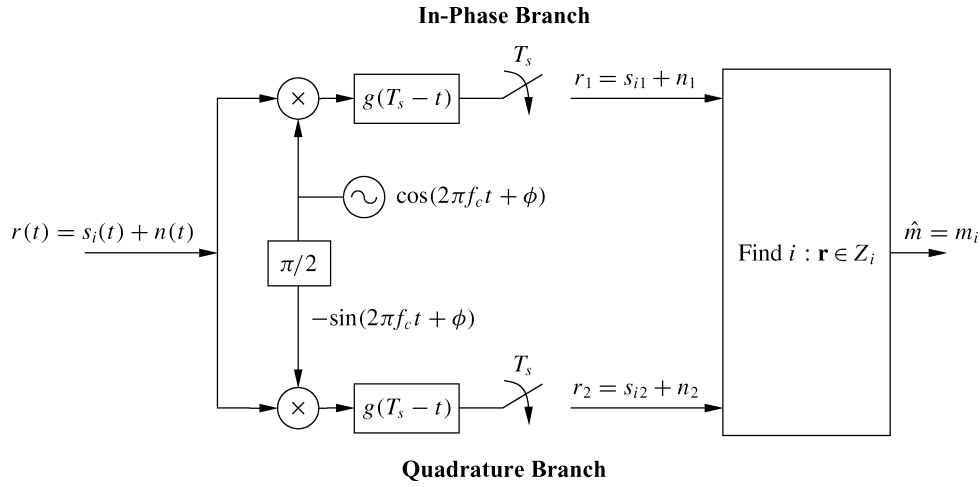 In-Phase Branch
T_s
×
g(T_s − t)
r_1 = s_{i1} + n_1
cos(2πf_c t + ϕ)
r(t) = s_i(t) + n(t)
π/2
Find i : r ∈ Z_i
m̂ = m_i
−sin(2πf_c t + ϕ)
T_s
×
g(T_s − t)
r_2 = s_{i2} + n_2
Quadrature Branch